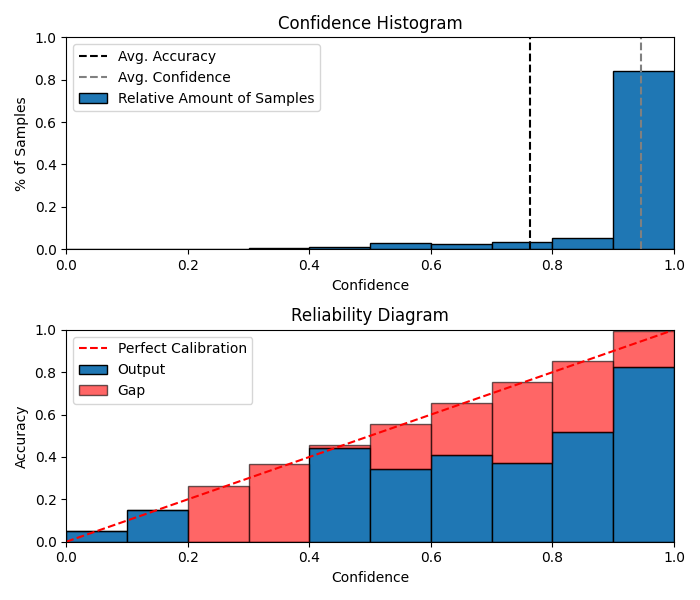 Confidence Histogram
1.0
0.8
0.6
0.4
0.2
0.0
% of Samples
Avg. Accuracy
Avg. Confidence
Relative Amount of Samples
0.0 0.2 0.4 0.6 0.8 1.0
Confidence
Reliability Diagram
1.0
0.8
0.6
0.4
0.2
0.0
Accuracy
Perfect Calibration
Output
Gap
0.0 0.2 0.4 0.6 0.8 1.0
Confidence